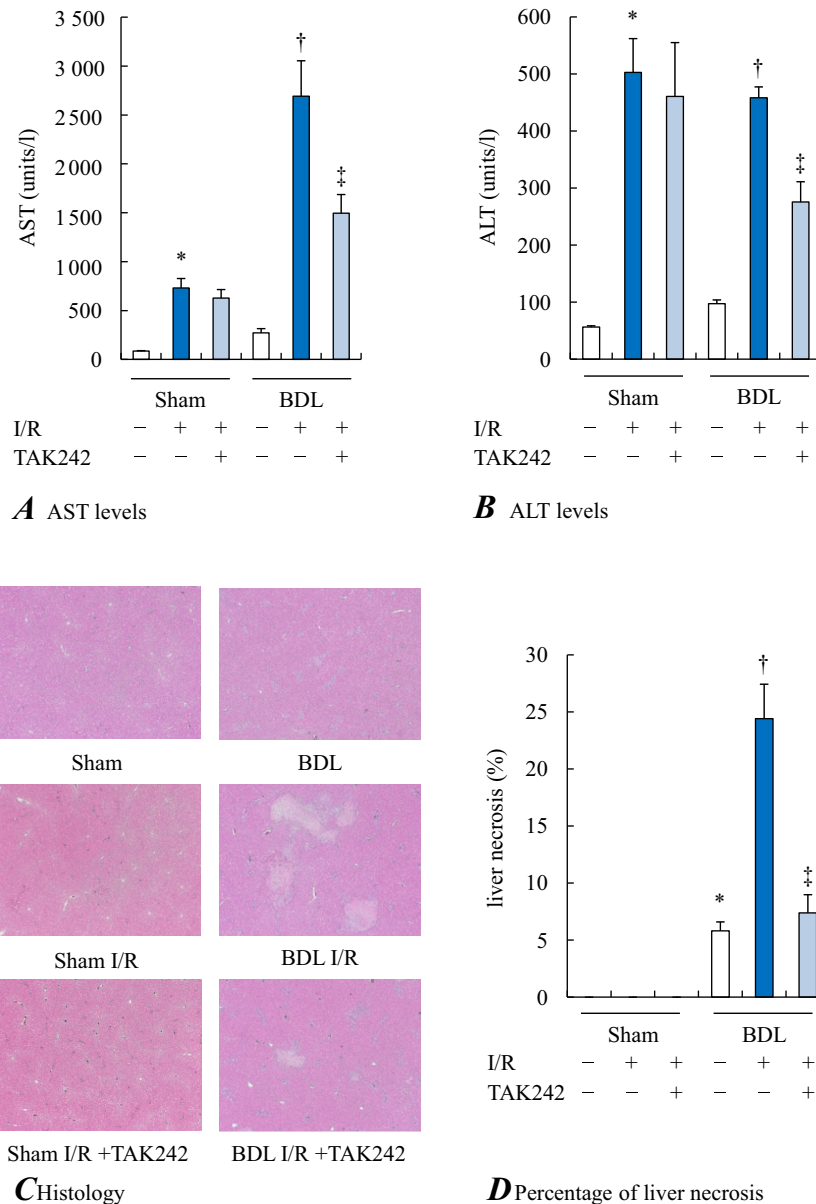 3 500
3 000
2 500
2 000
1 500
1 000
500
0
AST (units/l)
*
†
‡
Sham
BDL
I/R − + + − + +
TAK242 − − + − − +
A AST levels
600
500
400
300
200
100
0
ALT (units/l)
*
†
‡
Sham
BDL
I/R − + + − + +
TAK242 − − + − − +
B ALT levels
Sham
BDL
Sham I/R
BDL I/R
Sham I/R +TAK242
BDL I/R +TAK242
C Histology
30
25
20
15
10
5
0
liver necrosis (%)
*
†
‡
Sham
BDL
I/R − + + − + +
TAK242 − − + − − +
D Percentage of liver necrosis